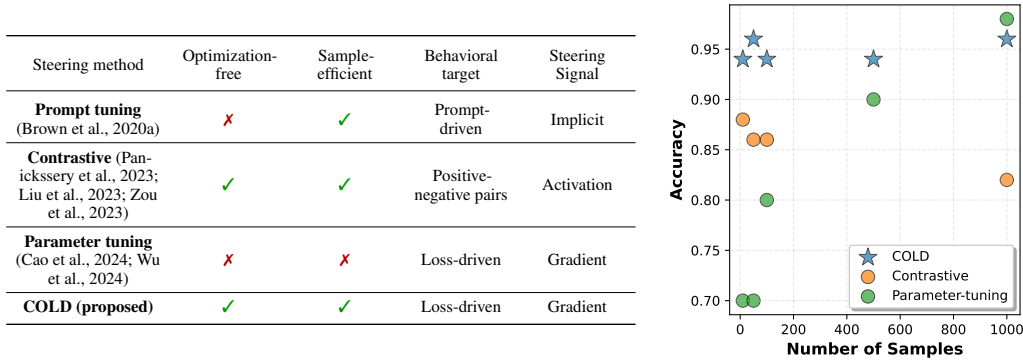 Steering method
Optimization-
free
Sample-
efficient
Behavioral
target
Steering
Signal
Prompt tuning
(Brown et al., 2020a)
✗
✓
Prompt-
driven
Implicit
Contrastive (Pan-
ickssery et al., 2023;
Liu et al., 2023; Zou
et al., 2023)
✓
✓
Positive-
negative pairs
Activation
Parameter tuning
(Cao et al., 2024; Wu
et al., 2024)
✗
✗
Loss-driven
Gradient
COLD (proposed)
✓
✓
Loss-driven
Gradient
Accuracy
0.95
0.90
0.85
0.80
0.75
0.70
COLD
Contrastive
Parameter-tuning
0
200
400
600
800
1000
Number of Samples